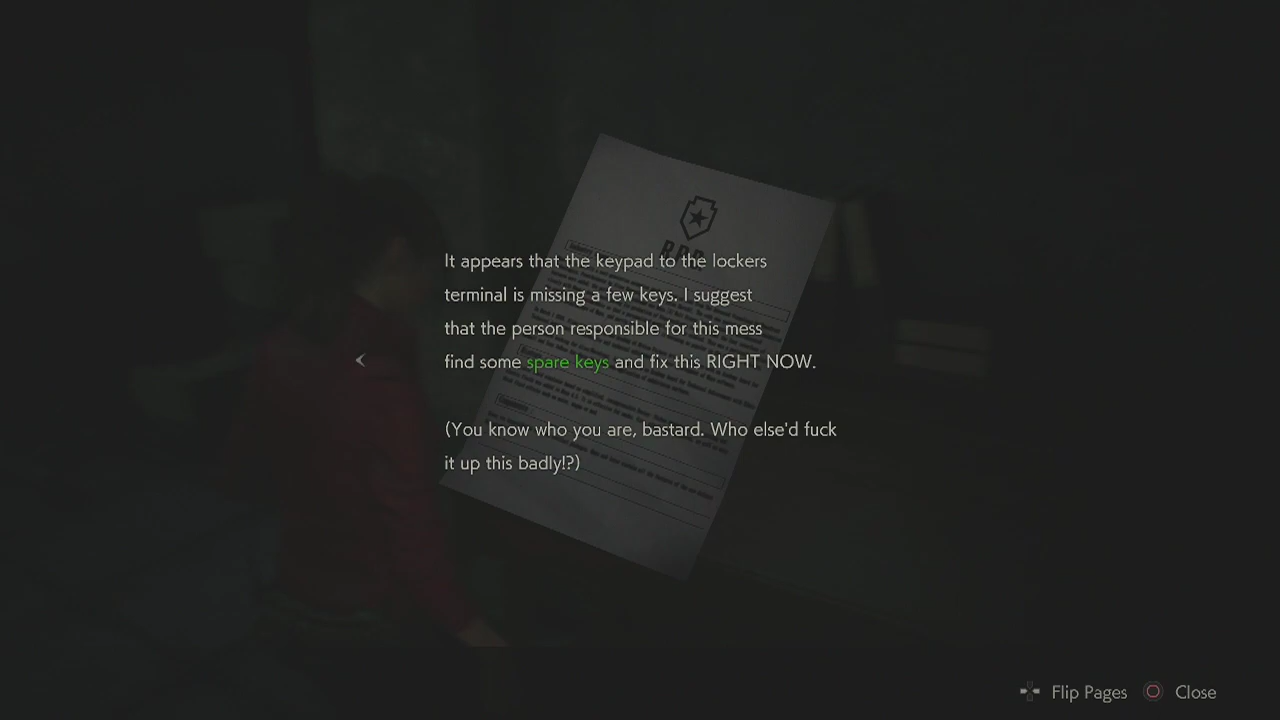 It appears that the keypad to the lockers
terminal is missing a few keys. I suggest
that the person responsible for this mess
find some spare keys and fix this RIGHT NOW.
(You know who you are, bastard. Who else'd fuck
it up this badly!?)
Flip Pages
Close